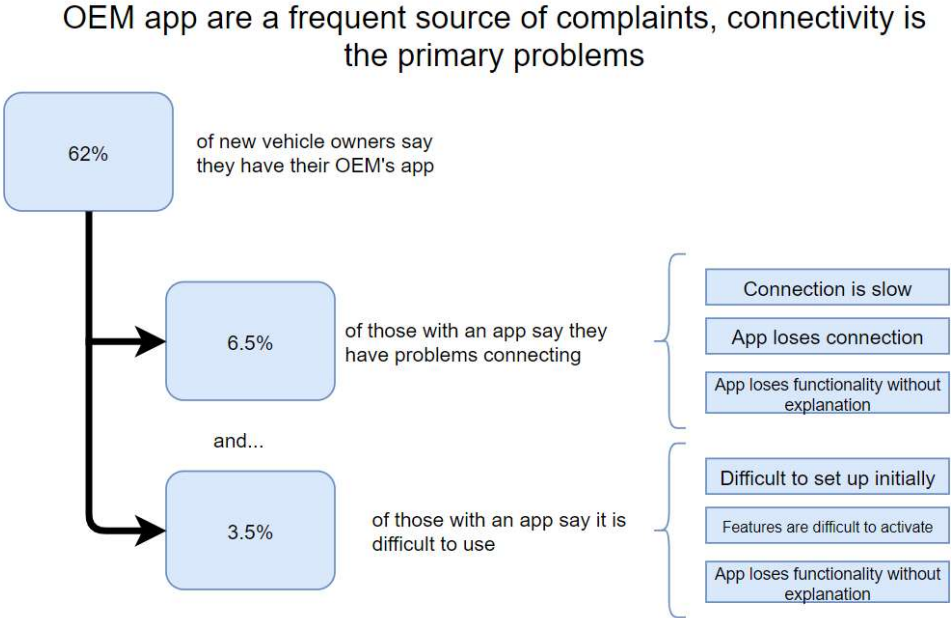 OEM app are a frequent source of complaints, connectivity is
the primary problems
62%
of new vehicle owners say
they have their OEM's app
6.5%
of those with an app say they
have problems connecting
Connection is slow
App loses connection
App loses functionality without
explanation
and...
3.5%
of those with an app say it is
difficult to use
Difficult to set up initially
Features are difficult to activate
App loses functionality without
explanation